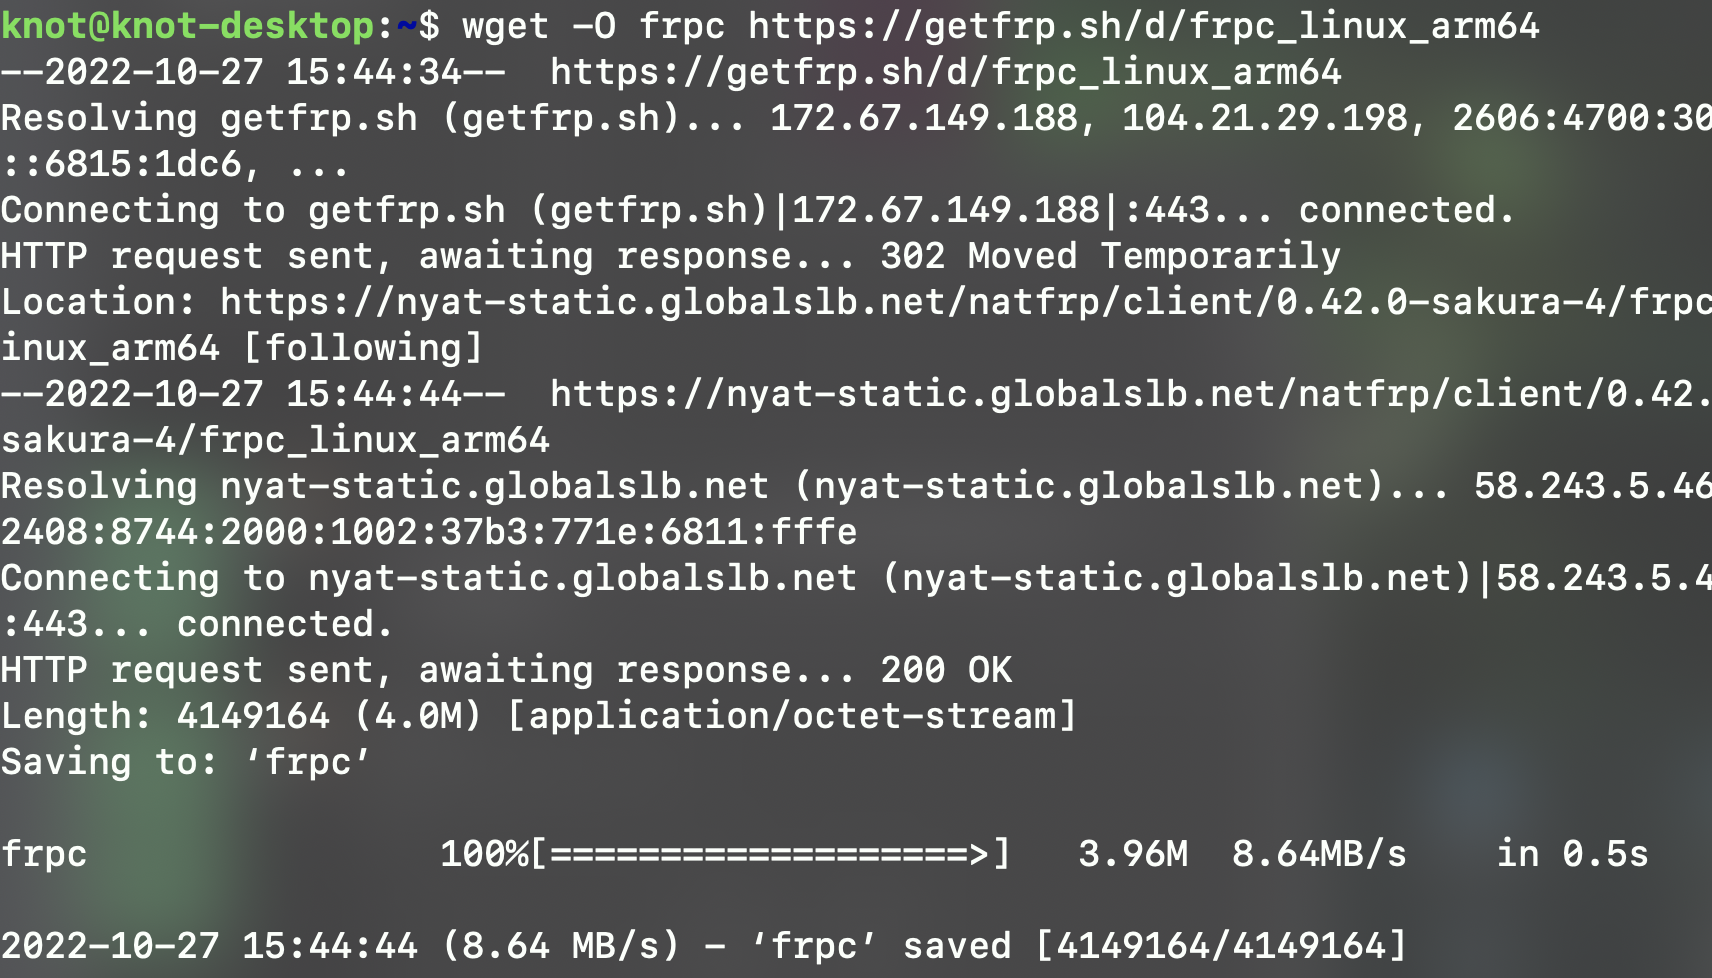 knot@knot-desktop:~$ wget -O frpc https://getfrp.sh/d/frpc_linux_arm64
--2022-10-27 15:44:34--  https://getfrp.sh/d/frpc_linux_arm64
Resolving getfrp.sh (getfrp.sh)... 172.67.149.188, 104.21.29.198, 2606:4700:30
::6815:1dc6, ...
Connecting to getfrp.sh (getfrp.sh)|172.67.149.188|:443... connected.
HTTP request sent, awaiting response... 302 Moved Temporarily
Location: https://nyat-static.globalslb.net/natfrp/client/0.42.0-sakura-4/frpc
inux_arm64 [following]
--2022-10-27 15:44:44--  https://nyat-static.globalslb.net/natfrp/client/0.42.
sakura-4/frpc_linux_arm64
Resolving nyat-static.globalslb.net (nyat-static.globalslb.net)... 58.243.5.46
2408:8744:2000:1002:37b3:771e:6811:fffe
Connecting to nyat-static.globalslb.net (nyat-static.globalslb.net)|58.243.5.4
:443... connected.
HTTP request sent, awaiting response... 200 OK
Length: 4149164 (4.0M) [application/octet-stream]
Saving to: ‘frpc’
frpc                100%[===================>]   3.96M  8.64MB/s    in 0.5s
2022-10-27 15:44:44 (8.64 MB/s) - ‘frpc’ saved [4149164/4149164]